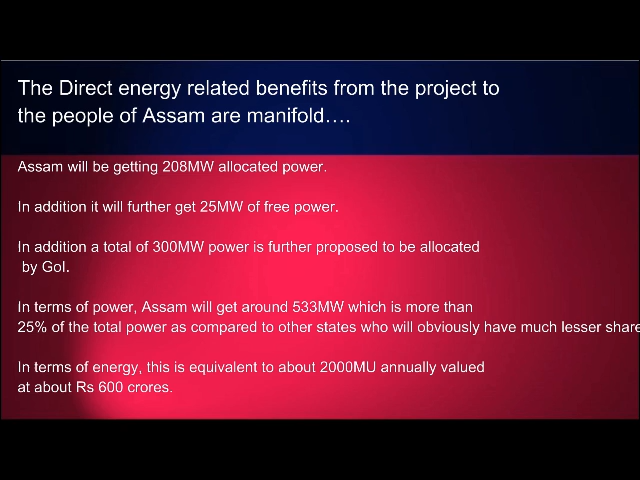 The Direct energy related benefits from the project to
the people of Assam are manifold….
Assam will be getting 208MW allocated power.
In addition it will further get 25MW of free power.
In addition a total of 300MW power is further proposed to be allocated
by GoI.
In terms of power, Assam will get around 533MW which is more than
25% of the total power as compared to other states who will obviously have much lesser share
In terms of energy, this is equivalent to about 2000MU annually valued
at about Rs 600 crores.